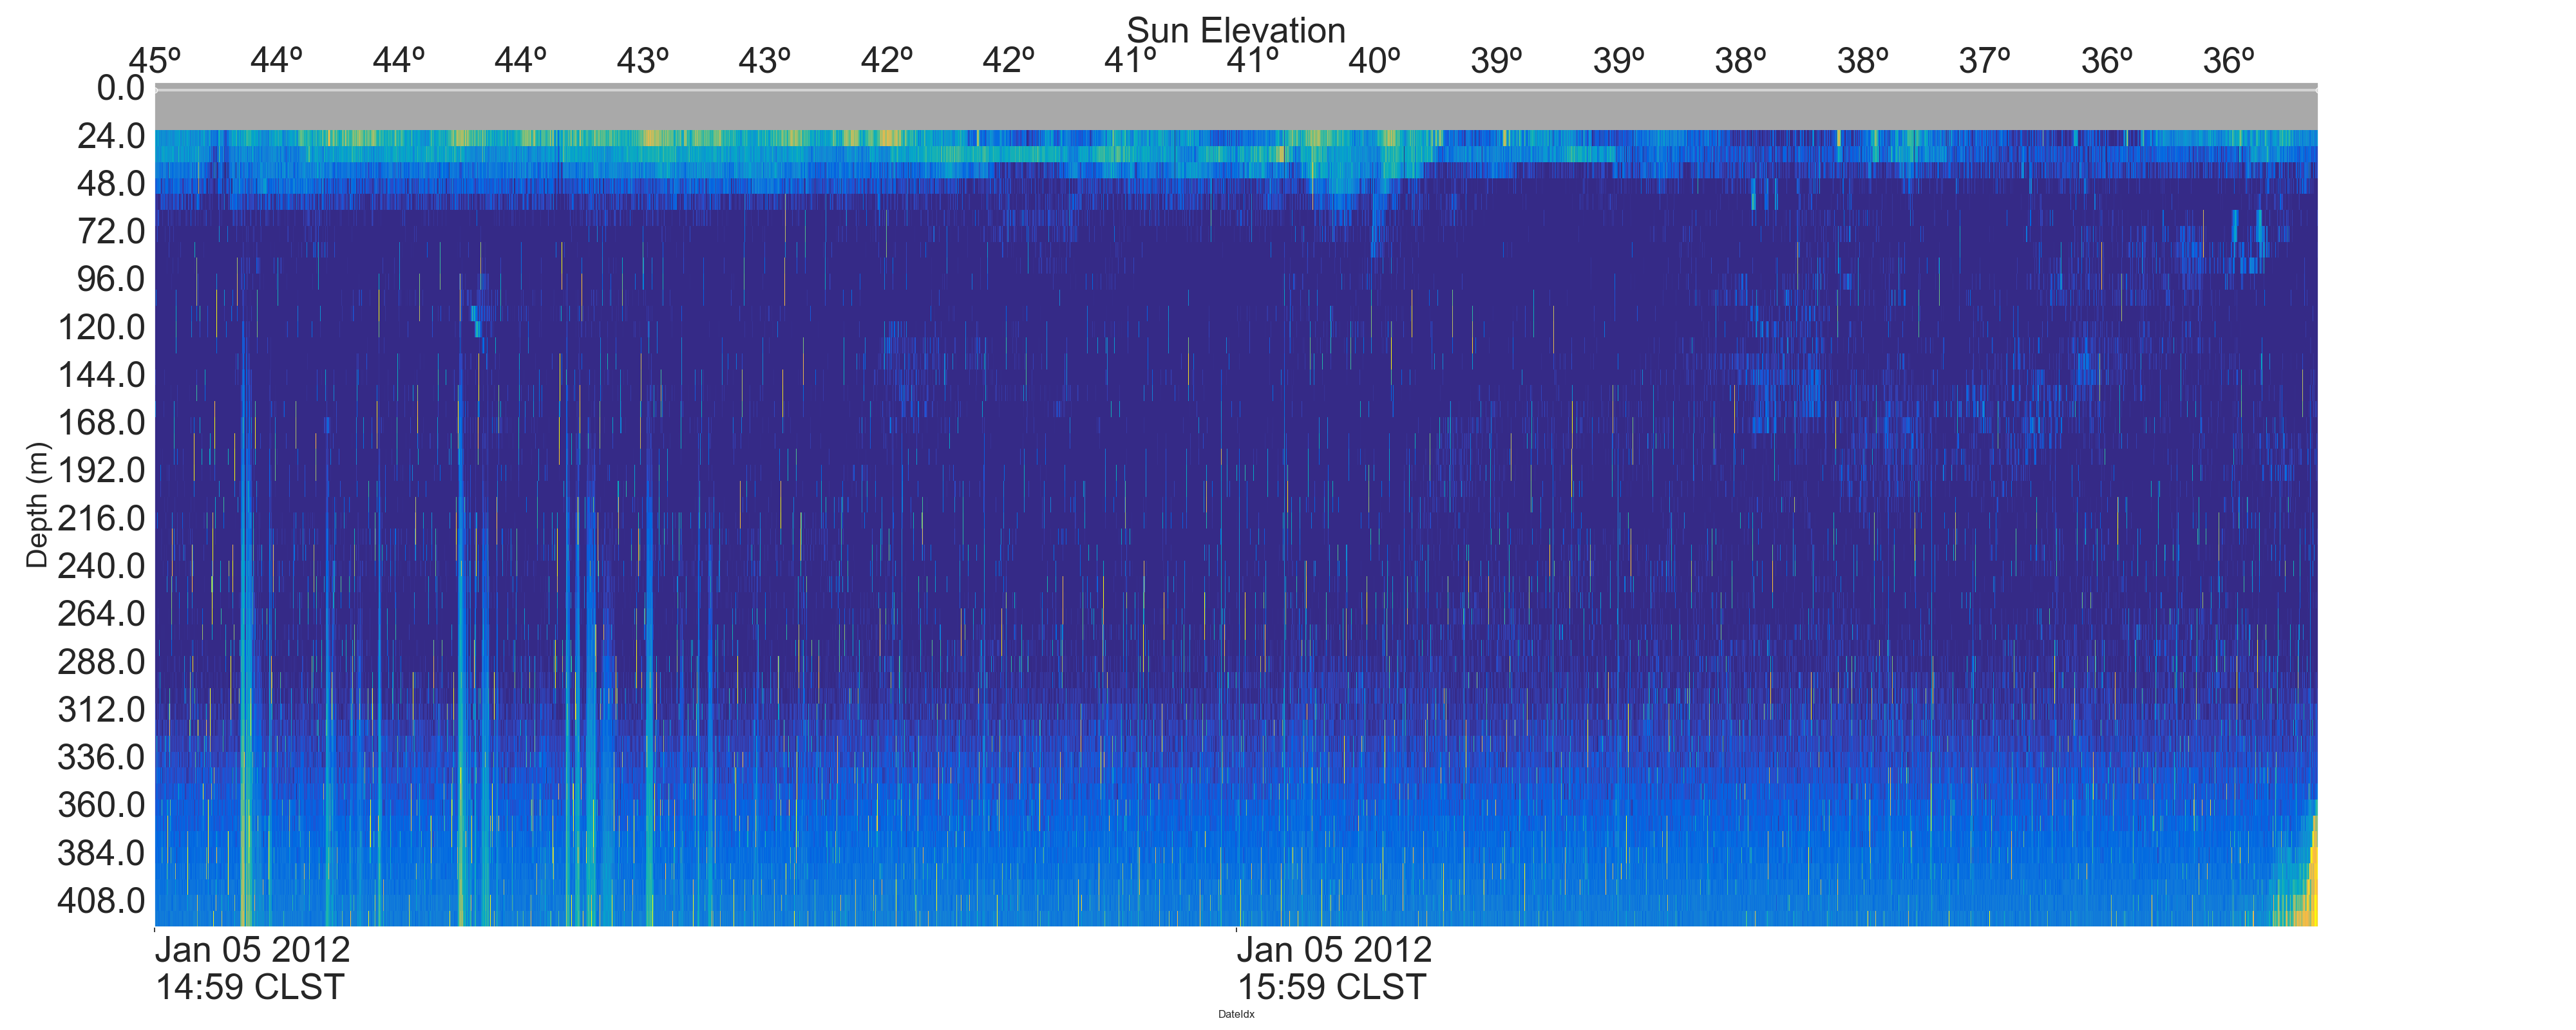 Sun Elevation
45º 44º 44º 44º 43º 43º 42º 42º 41º 41º 40º 39º 39º 38º 38º 37º 36º 36º
0.0
24.0
48.0
72.0
96.0
120.0
144.0
168.0
192.0
216.0
240.0
264.0
288.0
312.0
336.0
360.0
384.0
408.0
Depth (m)
Jan 05 2012
14:59 CLST
Jan 05 2012
15:59 CLST
DateIdx